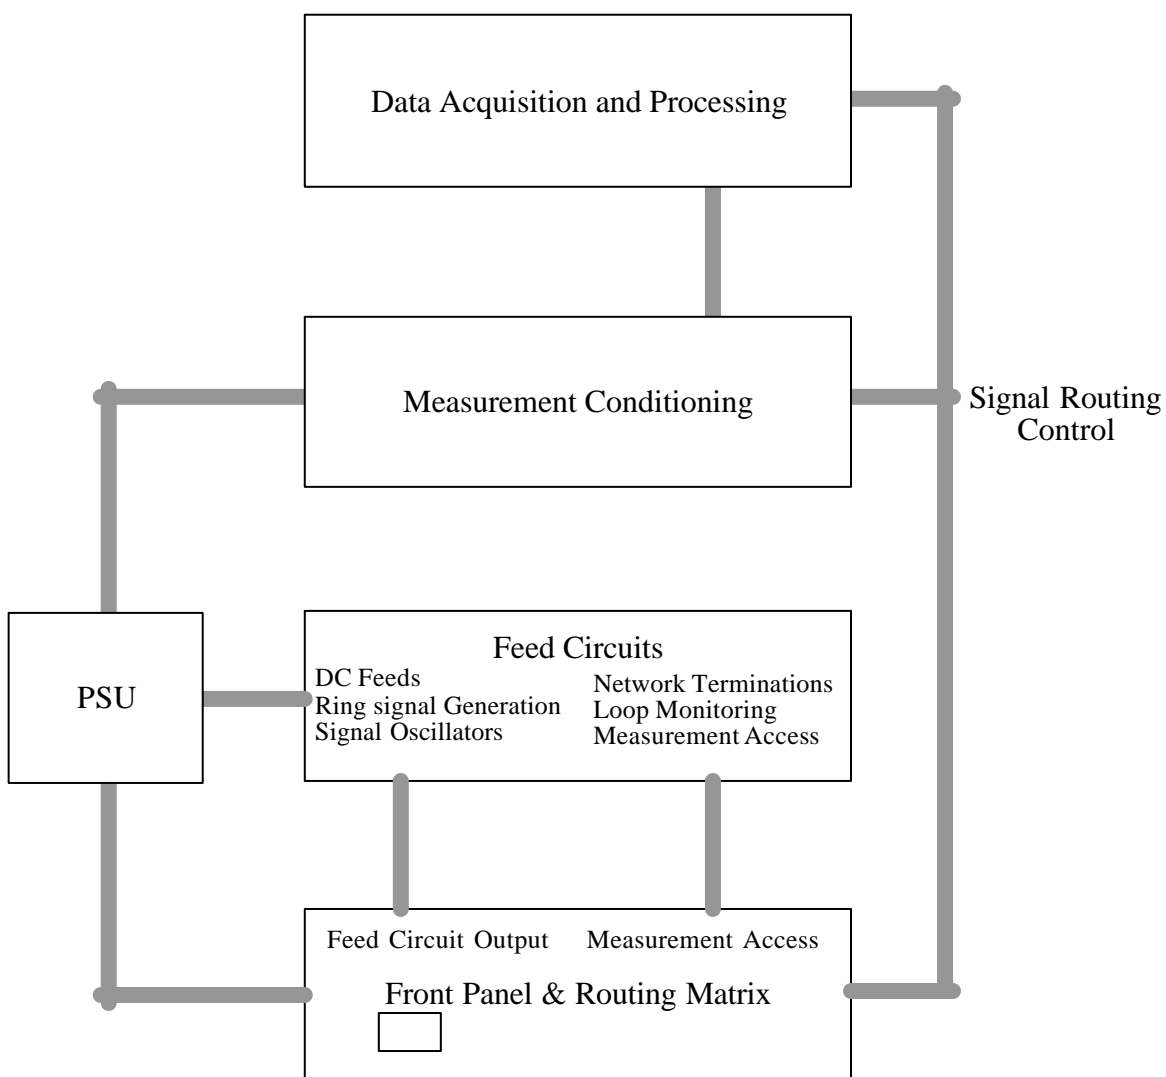 Data Acquisition and Processing
Measurement Conditioning
Signal Routing
Control
PSU
Feed Circuits
DC Feeds
Ring signal Generation
Signal Oscillators
Network Terminations
Loop Monitoring
Measurement Access
Feed Circuit Output
Measurement Access
Front Panel & Routing Matrix